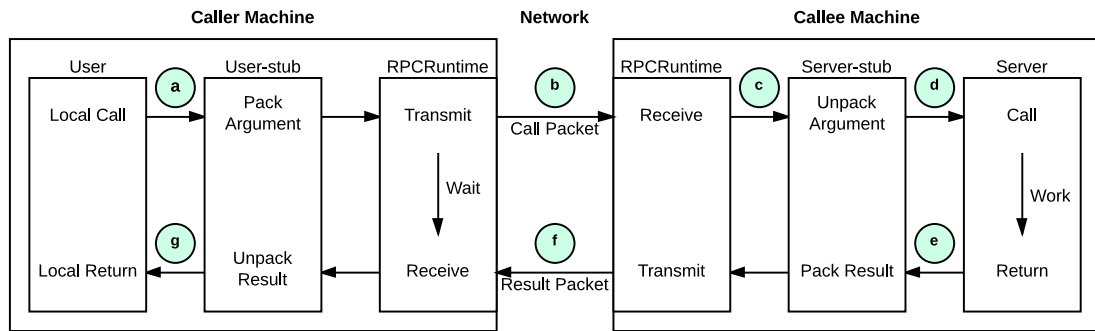 Caller Machine
Network
Callee Machine
User
User-stub
RPCRuntime
RPCRuntime
Server-stub
Server
a
b
c
d
Local Call
Pack
Argument
Transmit
Call Packet
Receive
Unpack
Argument
Call
Wait
Work
g
f
e
Local Return
Unpack
Result
Receive
Result Packet
Transmit
Pack Result
Return